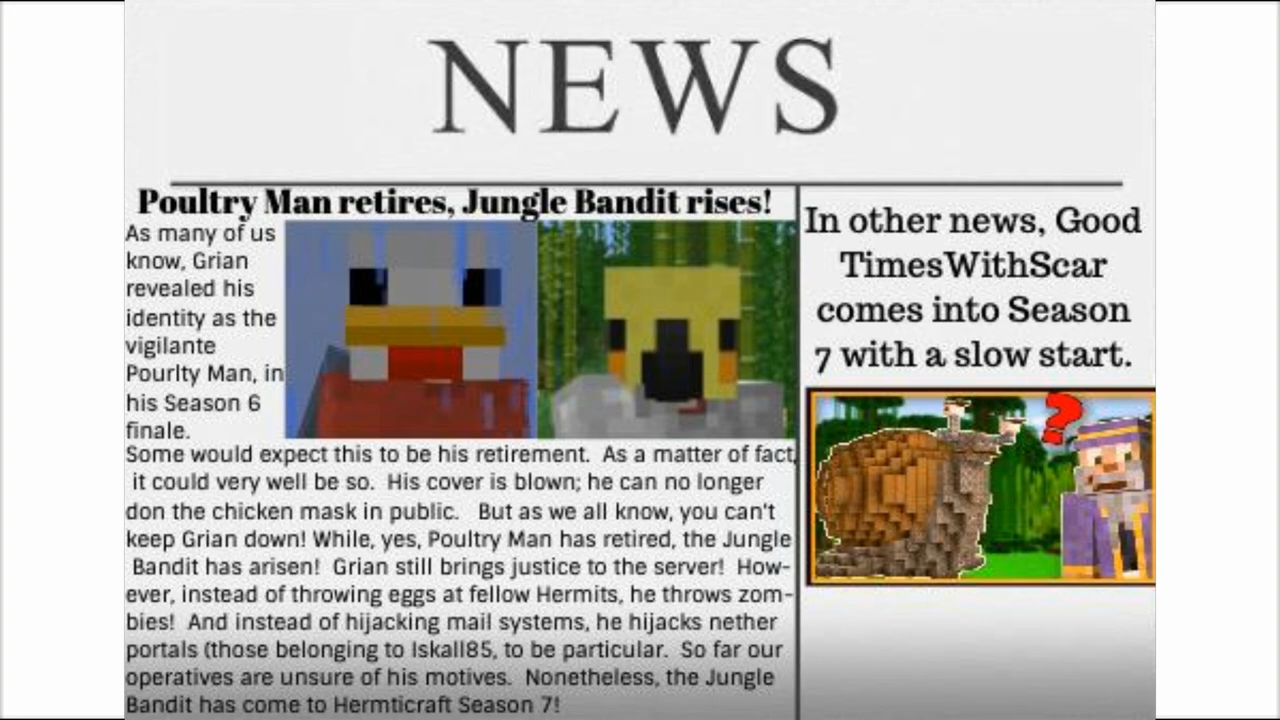 NEWS
Poultry Man retires, Jungle Bandit rises!
As many of us
know, Grian
revealed his
identity as the
vigilante
Pourlty Man, in
his Season 6
finale.
Some would expect this to be his retirement. As a matter of fact,
it could very well be so. His cover is blown; he can no longer
don the chicken mask in public. But as we all know, you can't
keep Grian down! While, yes, Poultry Man has retired, the Jungle
Bandit has arisen! Grian still brings justice to the server! How-
ever, instead of throwing eggs at fellow Hermits, he throws zom-
bies! And instead of hijacking mail systems, he hijacks nether
portals (those belonging to Iskall85, to be particular. So far our
operatives are unsure of his motives. Nonetheless, the Jungle
Bandit has come to Hermticraft Season 7!
In other news, Good
TimesWithScar
comes into Season
7 with a slow start.
?